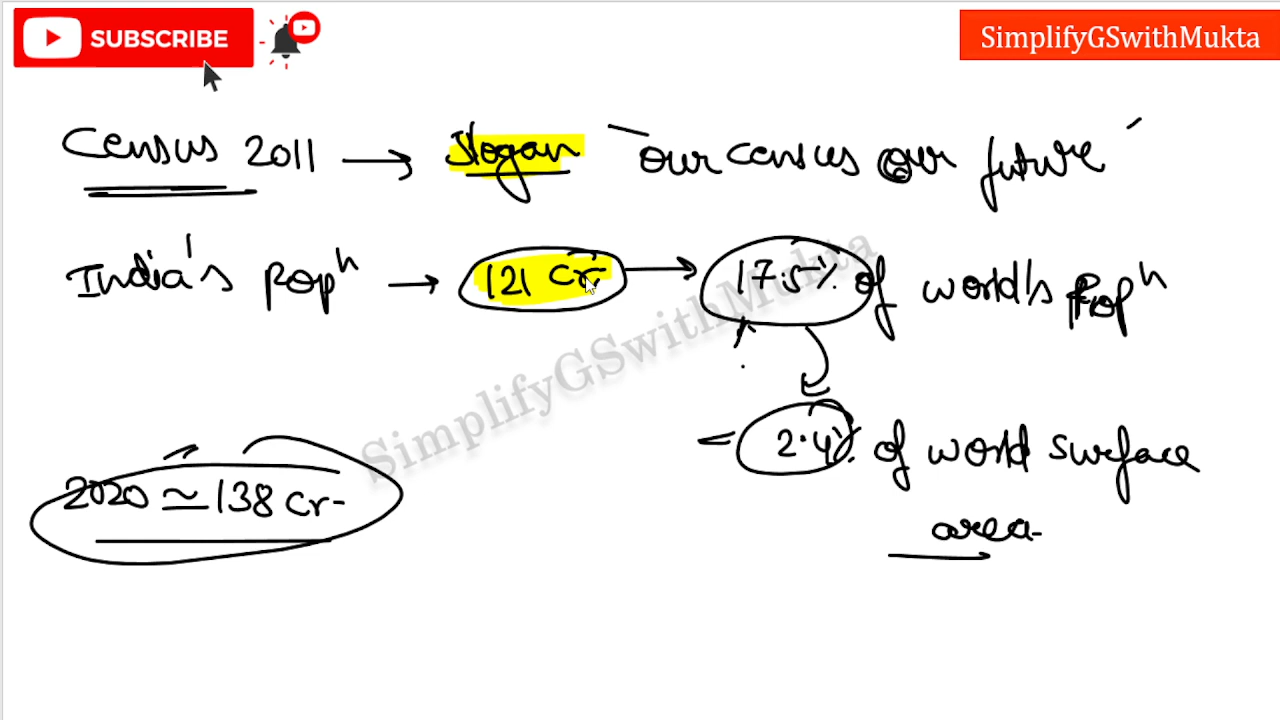 SUBSCRIBE
SimplifyGSwithMukta
Census 2011 → Slogan "our census our future"
India's popⁿ → 121 Cr → 17.5% of world's popⁿ
SimplifyGSwithMukta
2.4% of world surface
area
2020 ≃ 138 Cr